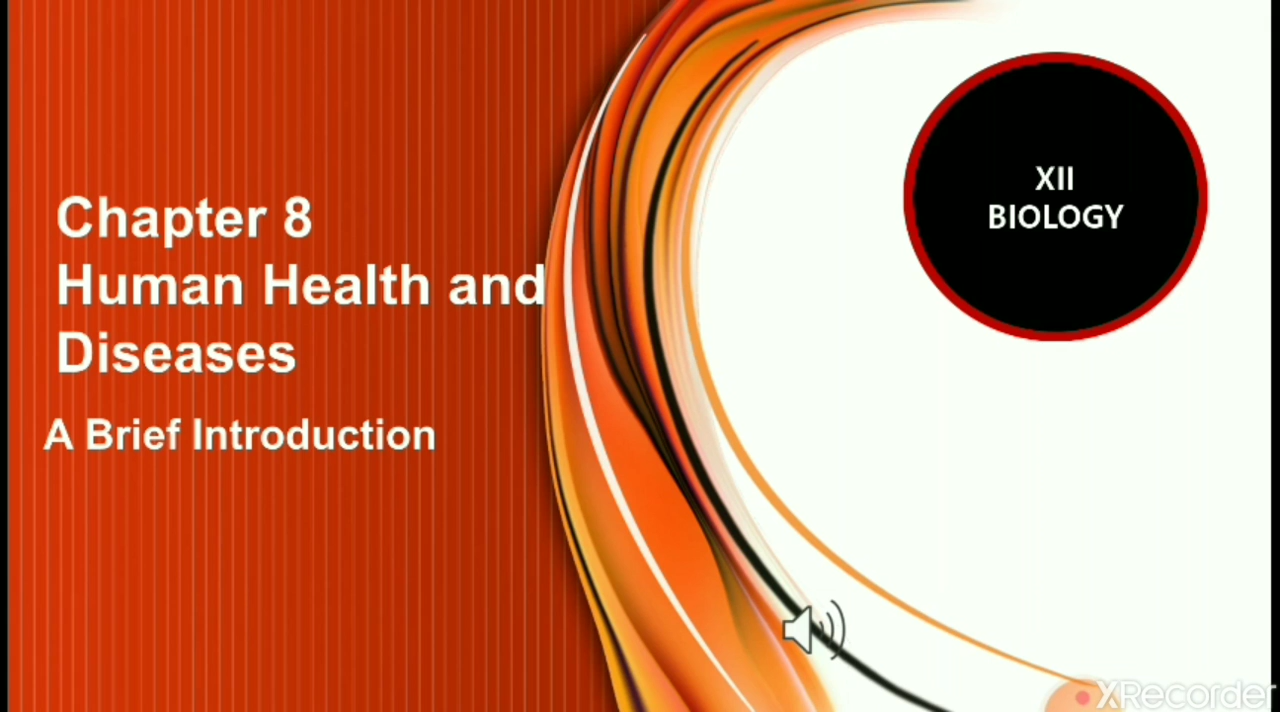 Chapter 8
Human Health and
Diseases
A Brief Introduction
XII
BIOLOGY
XRecorder